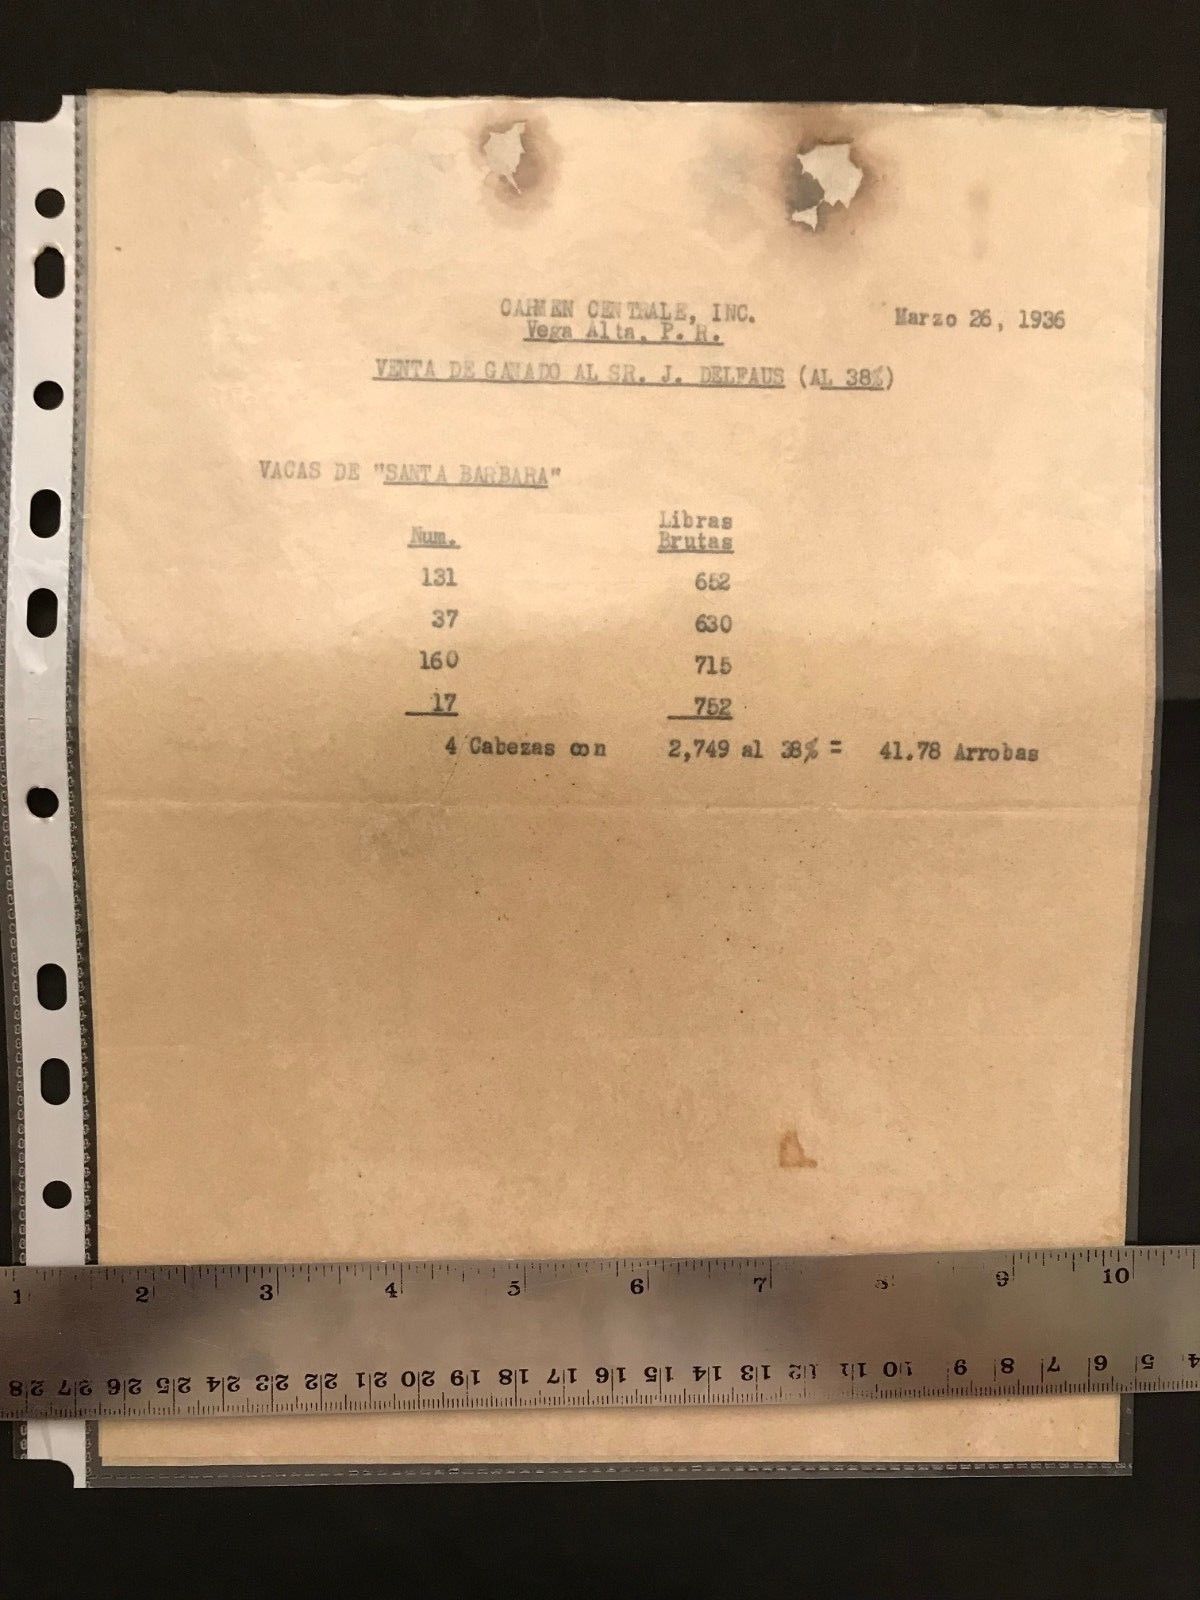 CARMEN CENTRALE, INC.
Marzo 26, 1936
Vega Alta, P. R.
VENTA DE GANADO AL SR. J. DELFAUS (AL 38%)
VACAS DE "SANTA BARBARA"
Num. Libras Brutas
131 652
37 630
160 715
17 752
4 Cabezas con 2,749 al 38% = 41.78 Arrobas
1 2 3 4 5 6 7 8 9 10
28 27 26 25 24 23 22 21 20 19 18 17 16 15 14 13 12 11 10 9 8 7 6 5 4